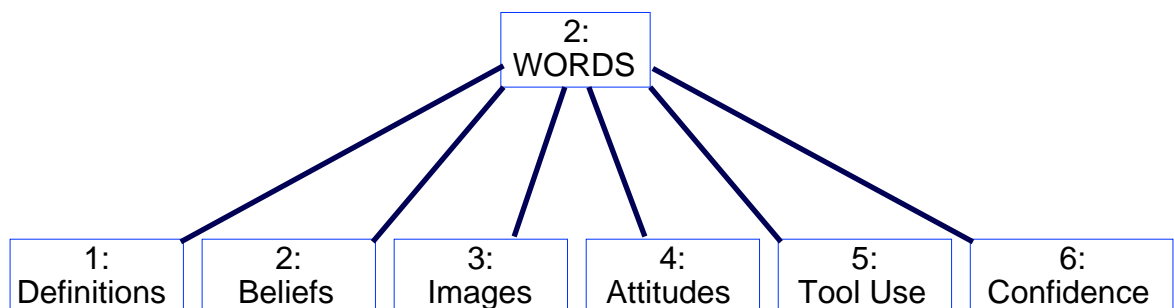 2:
WORDS
1:
Definitions
2:
Beliefs
3:
Images
4:
Attitudes
5:
Tool Use
6:
Confidence